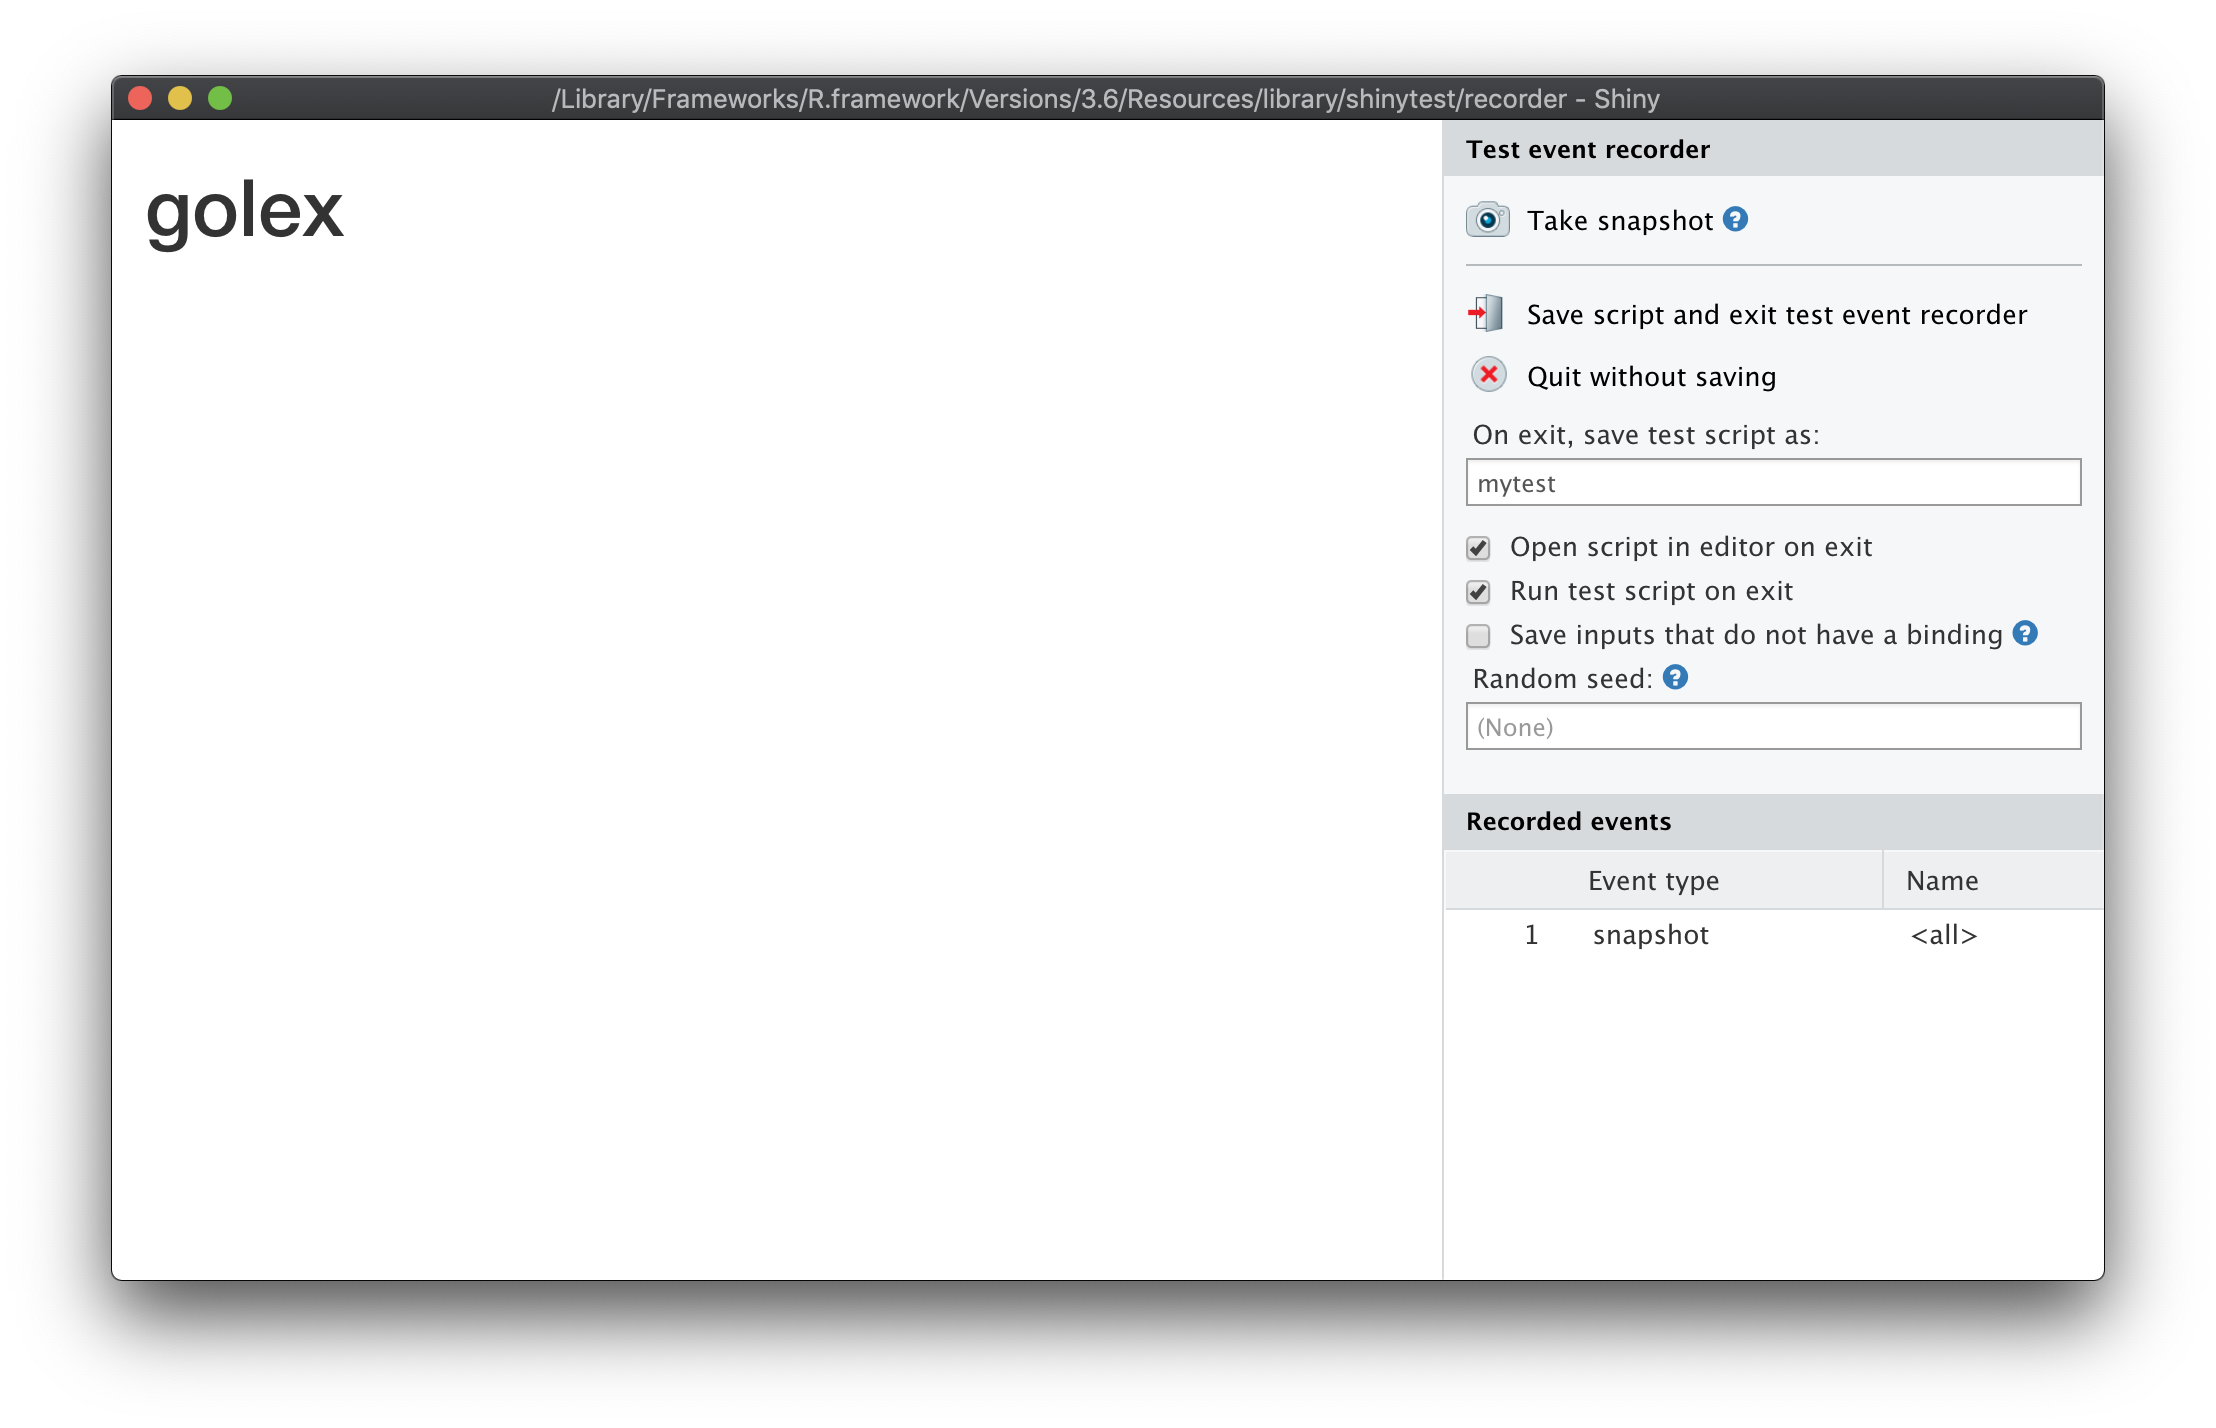 /Library/Frameworks/R.framework/Versions/3.6/Resources/library/shinytest/recorder - Shiny
golex
Test event recorder
Take snapshot ?
Save script and exit test event recorder
Quit without saving
On exit, save test script as:
mytest
Open script in editor on exit
Run test script on exit
Save inputs that do not have a binding ?
Random seed: ?
(None)
Recorded events
Event type Name
1 snapshot <all>